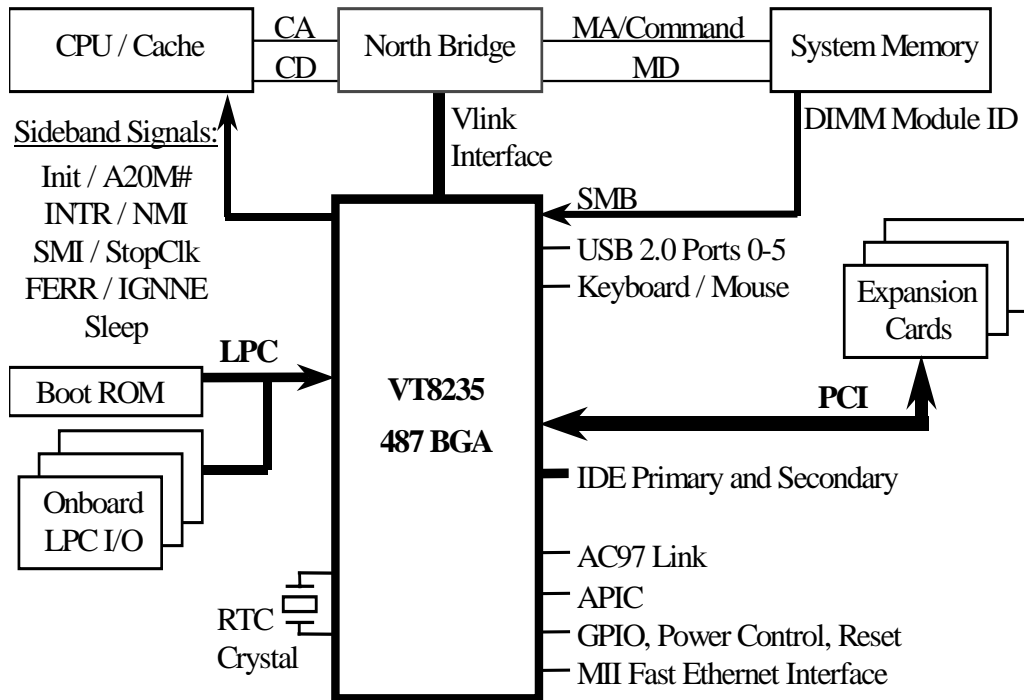 CPU / Cache
CA
CD
North Bridge
MA/Command
MD
System Memory
Sideband Signals:
Init / A20M#
INTR / NMI
SMI / StopClk
FERR / IGNNE
Sleep
Vlink
Interface
DIMM Module ID
SMB
USB 2.0 Ports 0-5
Keyboard / Mouse
Expansion
Cards
LPC
Boot ROM
VT8235
487 BGA
PCI
Onboard
LPC I/O
IDE Primary and Secondary
AC97 Link
APIC
GPIO, Power Control, Reset
MII Fast Ethernet Interface
RTC
Crystal